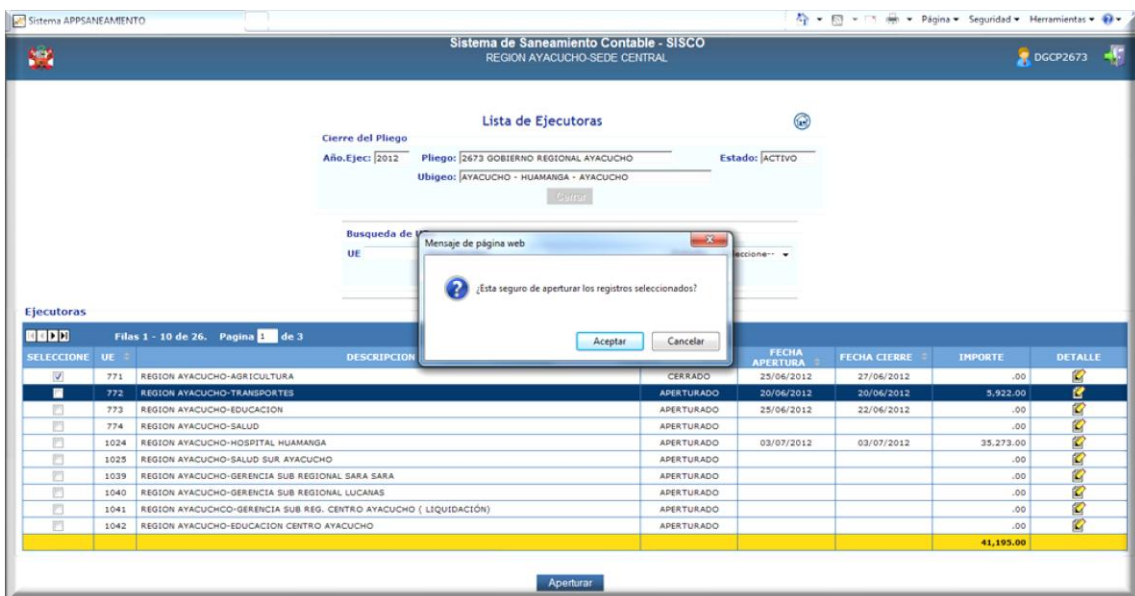 Sistema APPSANEAMIENTO
Página Seguridad Herramientas
Sistema de Saneamiento Contable - SISCO
REGION AYACUCHO-SEDE CENTRAL
DGCP2673
Lista de Ejecutoras
Cierre del Pliego
Año.Ejec: 2012 Pliego: 2673 GOBIERNO REGIONAL AYACUCHO Estado: ACTIVO
Ubigeo: AYACUCHO - HUAMANGA - AYACUCHO
Cerrar
Busqueda de
UE
eccione--
Mensaje de página web
¿Esta seguro de aperturar los registros seleccionados?
Aceptar Cancelar
Ejecutoras
Filas 1 - 10 de 26. Pagina 1 de 3
SELECCIONE UE DESCRIPCION FECHA APERTURA FECHA CIERRE IMPORTE DETALLE
771 REGION AYACUCHO-AGRICULTURA CERRADO 25/06/2012 27/06/2012 .00
772 REGION AYACUCHO-TRANSPORTES APERTURADO 20/06/2012 20/06/2012 5,922.00
773 REGION AYACUCHO-EDUCACION APERTURADO 25/06/2012 22/06/2012 .00
774 REGION AYACUCHO-SALUD APERTURADO .00
1024 REGION AYACUCHO-HOSPITAL HUAMANGA APERTURADO 03/07/2012 03/07/2012 35,273.00
1025 REGION AYACUCHO-SALUD SUR AYACUCHO APERTURADO .00
1039 REGION AYACUCHO-GERENCIA SUB REGIONAL SARA SARA APERTURADO .00
1040 REGION AYACUCHO-GERENCIA SUB REGIONAL LUCANAS APERTURADO .00
1041 REGION AYACUCHCO-GERENCIA SUB REG. CENTRO AYACUCHO ( LIQUIDACIÓN) APERTURADO .00
1042 REGION AYACUCHO-EDUCACION CENTRO AYACUCHO APERTURADO .00
41,195.00
Aperturar